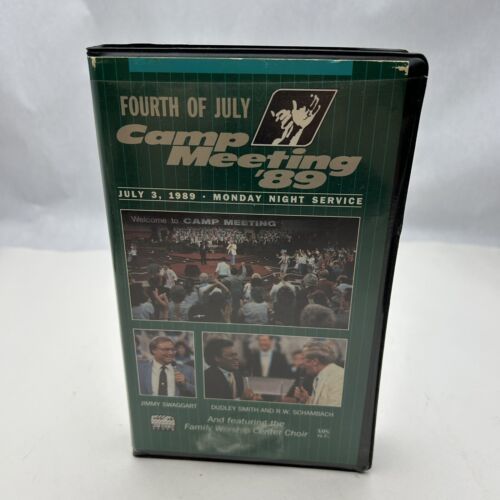 FOURTH OF JULY
Camp
Meeting
'89
JULY 3, 1989 · MONDAY NIGHT SERVICE
Welcome to CAMP MEETING
JIMMY SWAGGART
DUDLEY SMITH AND R.W. SCHAMBACH
And featuring the
Family Worship Center Choir
VHS